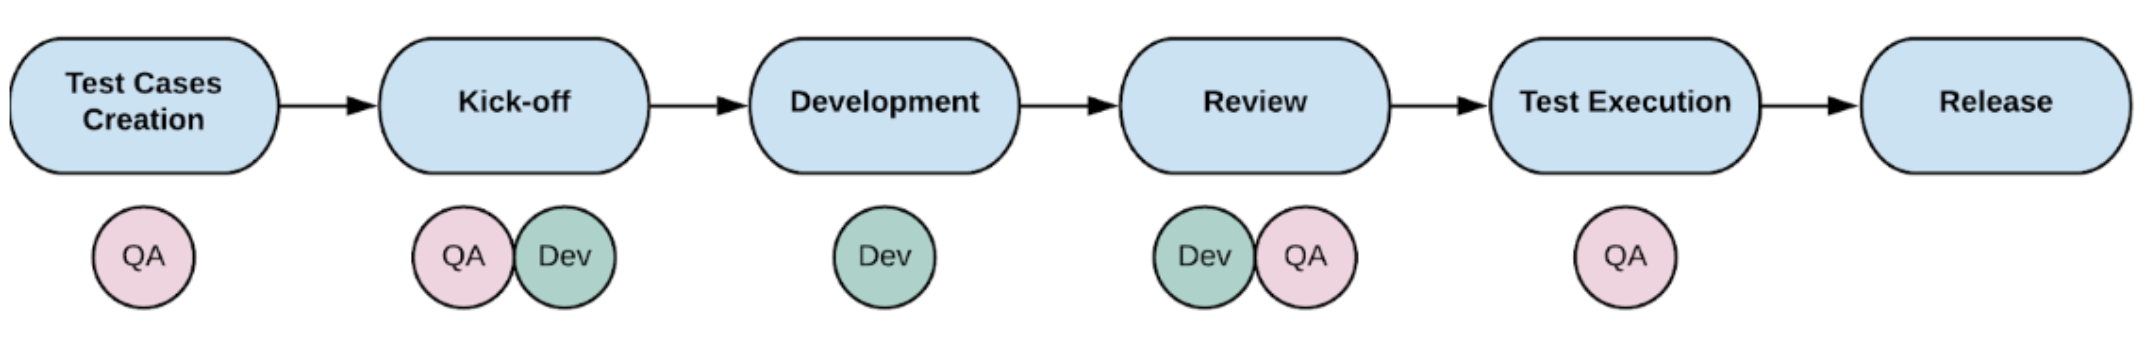 Test Cases
Creation
Kick-off
Development
Review
Test Execution
Release
QA
QA
Dev
Dev
Dev
QA
QA